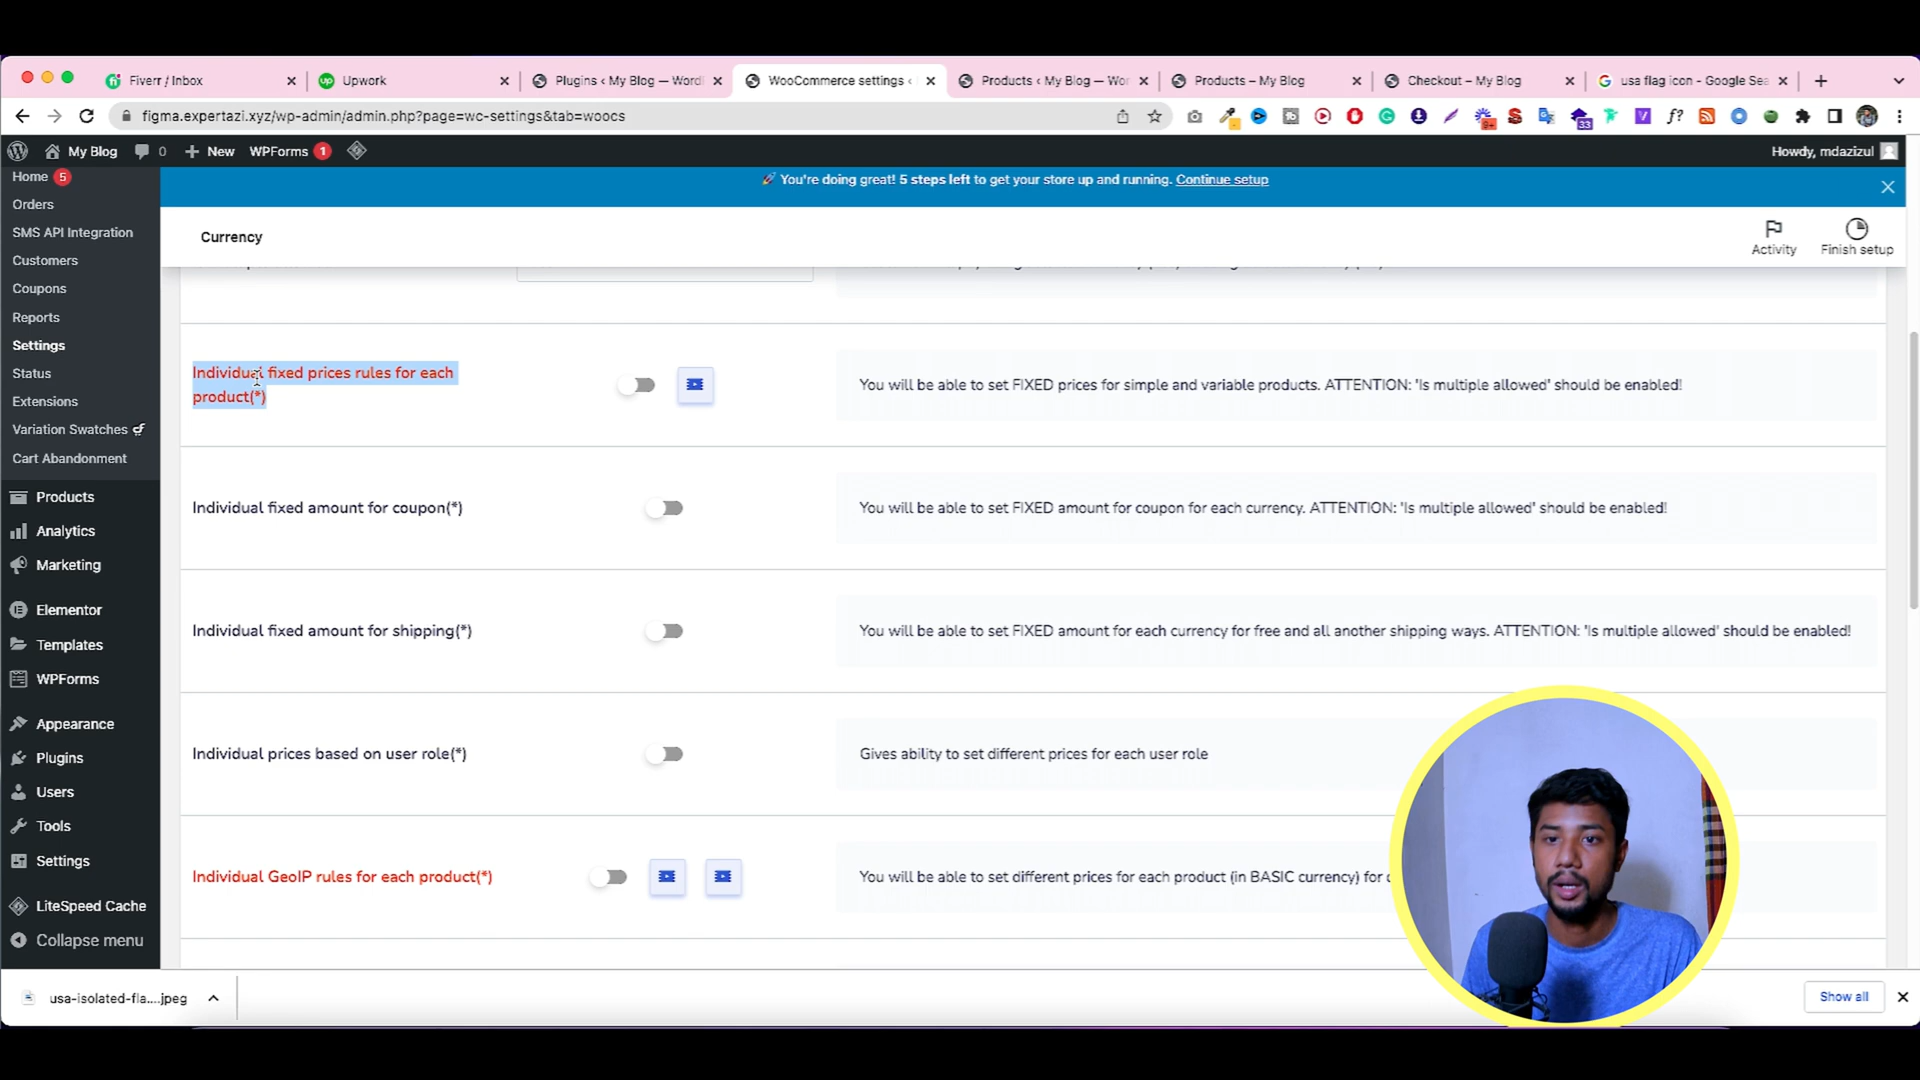 Fiverr / Inbox
Upwork
Plugins ‹ My Blog — Word
WooCommerce settings ‹
Products ‹ My Blog — Wor
Products – My Blog
Checkout – My Blog
usa flag icon - Google Sea
figma.expertazi.xyz/wp-admin/admin.php?page=wc-settings&tab=woocs
My Blog 0 New WPForms 1
Howdy, mdazizul
Home 5
Orders
SMS API Integration
Customers
Coupons
Reports
Settings
Status
Extensions
Variation Swatches
Cart Abandonment
Products
Analytics
Marketing
Elementor
Templates
WPForms
Appearance
Plugins
Users
Tools
Settings
LiteSpeed Cache
Collapse menu
🚀 You're doing great! 5 steps left to get your store up and running. Continue setup
Currency
Activity
Finish setup
Individual fixed prices rules for each
product(*)
You will be able to set FIXED prices for simple and variable products. ATTENTION: 'Is multiple allowed' should be enabled!
Individual fixed amount for coupon(*)
You will be able to set FIXED amount for coupon for each currency. ATTENTION: 'Is multiple allowed' should be enabled!
Individual fixed amount for shipping(*)
You will be able to set FIXED amount for each currency for free and all another shipping ways. ATTENTION: 'Is multiple allowed' should be enabled!
Individual prices based on user role(*)
Gives ability to set different prices for each user role
Individual GeoIP rules for each product(*)
You will be able to set different prices for each product (in BASIC currency) for
usa-isolated-fla....jpeg
Show all